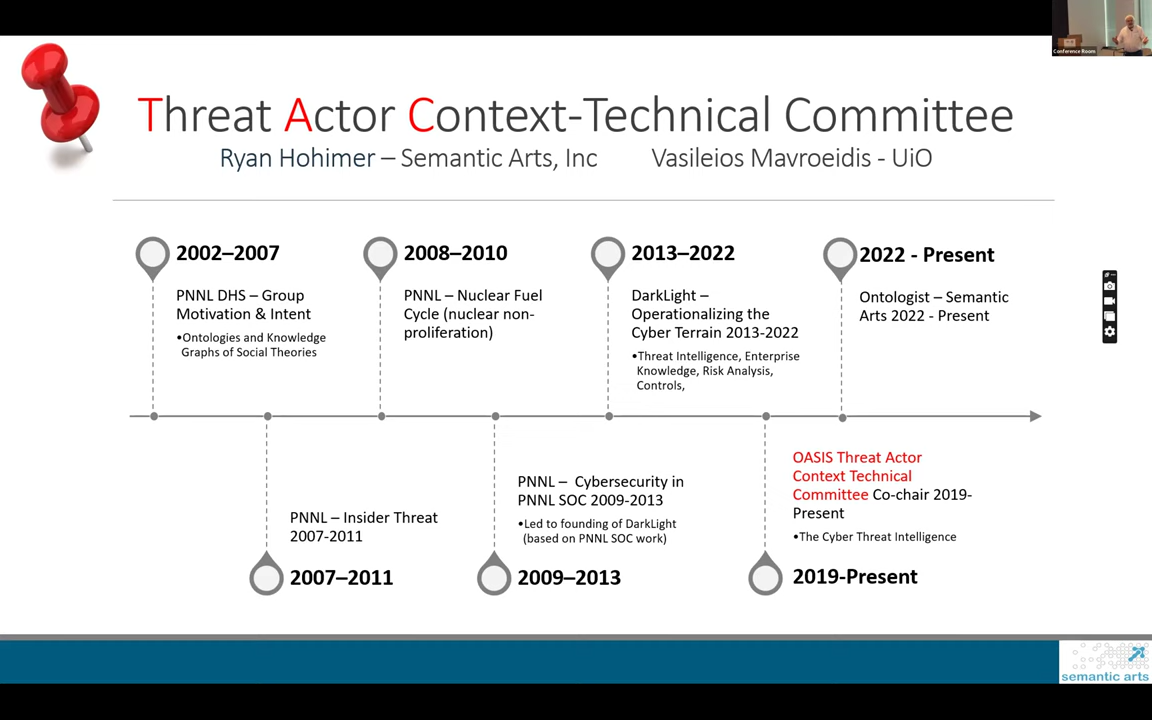 Conference Room
Threat Actor Context-Technical Committee
Ryan Hohimer – Semantic Arts, Inc Vasileios Mavroeidis - UiO
2002–2007
PNNL DHS – Group
Motivation & Intent
•Ontologies and Knowledge
Graphs of Social Theories
2008–2010
PNNL – Nuclear Fuel
Cycle (nuclear non-
proliferation)
2013–2022
DarkLight –
Operationalizing the
Cyber Terrain 2013-2022
•Threat Intelligence, Enterprise
Knowledge, Risk Analysis,
Controls,
2022 - Present
Ontologist – Semantic
Arts 2022 - Present
PNNL – Insider Threat
2007-2011
2007–2011
PNNL – Cybersecurity in
PNNL SOC 2009-2013
•Led to founding of DarkLight
(based on PNNL SOC work)
2009–2013
OASIS Threat Actor
Context Technical
Committee Co-chair 2019-
Present
•The Cyber Threat Intelligence
2019-Present
semantic arts